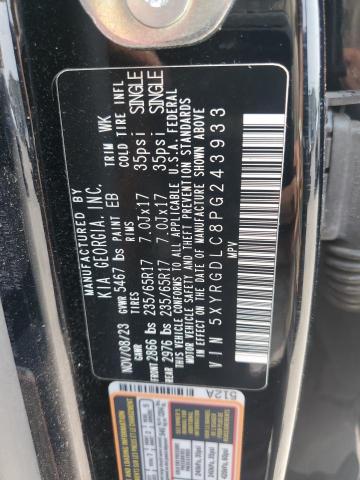 MANUFACTURED BY
KIA GEORGIA, INC.
NOV/08/23 GVWR 5467 lbs PAINT EB TRIM WK
GAWR TIRES RIMS COLD TIRE INFL
FRONT 2866 lbs 235/65R17 7.0JX17 35psi SINGLE
REAR 2976 lbs 235/65R17 7.0JX17 35psi SINGLE
THIS VEHICLE CONFORMS TO ALL APPLICABLE U.S.A. FEDERAL
MOTOR VEHICLE SAFETY AND THEFT PREVENTION STANDARDS
IN EFFECT ON THE DATE OF MANUFACTURE SHOWN ABOVE.
VIN 5XYRGDLC8PG243933
MPV
512A